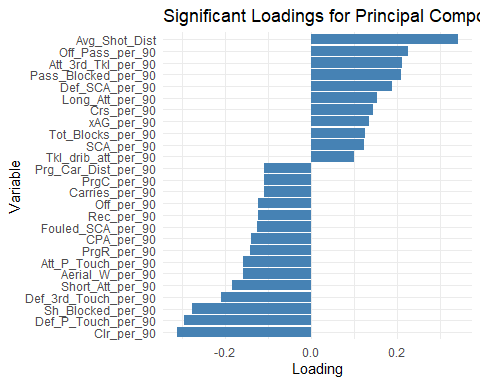 Significant Loadings for Principal Compo
Variable
Avg_Shot_Dist
Off_Pass_per_90
Att_3rd_Tkl_per_90
Pass_Blocked_per_90
Def_SCA_per_90
Long_Att_per_90
Crs_per_90
xAG_per_90
Tot_Blocks_per_90
SCA_per_90
Tkl_drib_att_per_90
Prg_Car_Dist_per_90
PrgC_per_90
Carries_per_90
Off_per_90
Rec_per_90
Fouled_SCA_per_90
CPA_per_90
PrgR_per_90
Att_P_Touch_per_90
Aerial_W_per_90
Short_Att_per_90
Def_3rd_Touch_per_90
Sh_Blocked_per_90
Def_P_Touch_per_90
Clr_per_90
-0.2 0.0 0.2
Loading